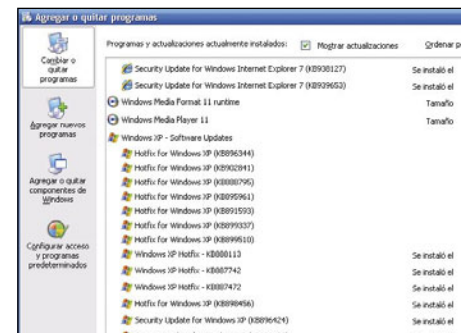 Agregar o quitar programas
Cambiar o quitar programas
Agregar nuevos programas
Agregar o quitar componentes de Windows
Configurar acceso y programas predeterminados
Programas y actualizaciones actualmente instalados:
Mostrar actualizaciones
Ordenar p
Security Update for Windows Internet Explorer 7 (KB938127)
Se instaló el
Security Update for Windows Internet Explorer 7 (KB939653)
Se instaló el
Windows Media Format 11 runtime
Tamaño
Windows Media Player 11
Tamaño
Windows XP - Software Updates
Hotfix for Windows XP (KB896344)
Hotfix for Windows XP (KB902841)
Hotfix for Windows XP (KB888795)
Hotfix for Windows XP (KB895961)
Hotfix for Windows XP (KB891593)
Hotfix for Windows XP (KB899337)
Hotfix for Windows XP (KB899510)
Windows XP Hotfix - KB888113
Se instaló el
Windows XP Hotfix - KB887742
Se instaló el
Windows XP Hotfix - KB887472
Se instaló el
Hotfix for Windows XP (KB898456)
Se instaló el
Security Update for Windows XP (KB896424)
Se instaló el